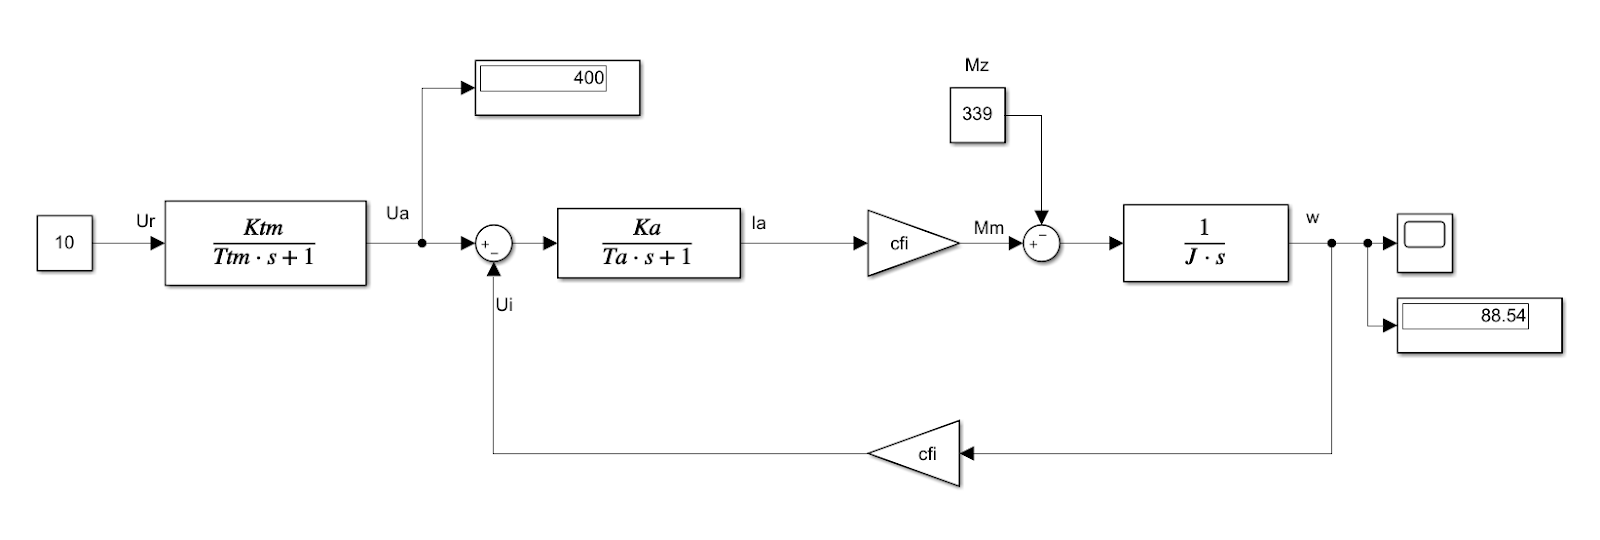 Mz
400
339
10
Ur
Ktm
Ttm · s + 1
Ua
+
−
Ka
Ta · s + 1
Ia
cfi
Mm
−
+
1
J · s
w
Ui
88.54
cfi